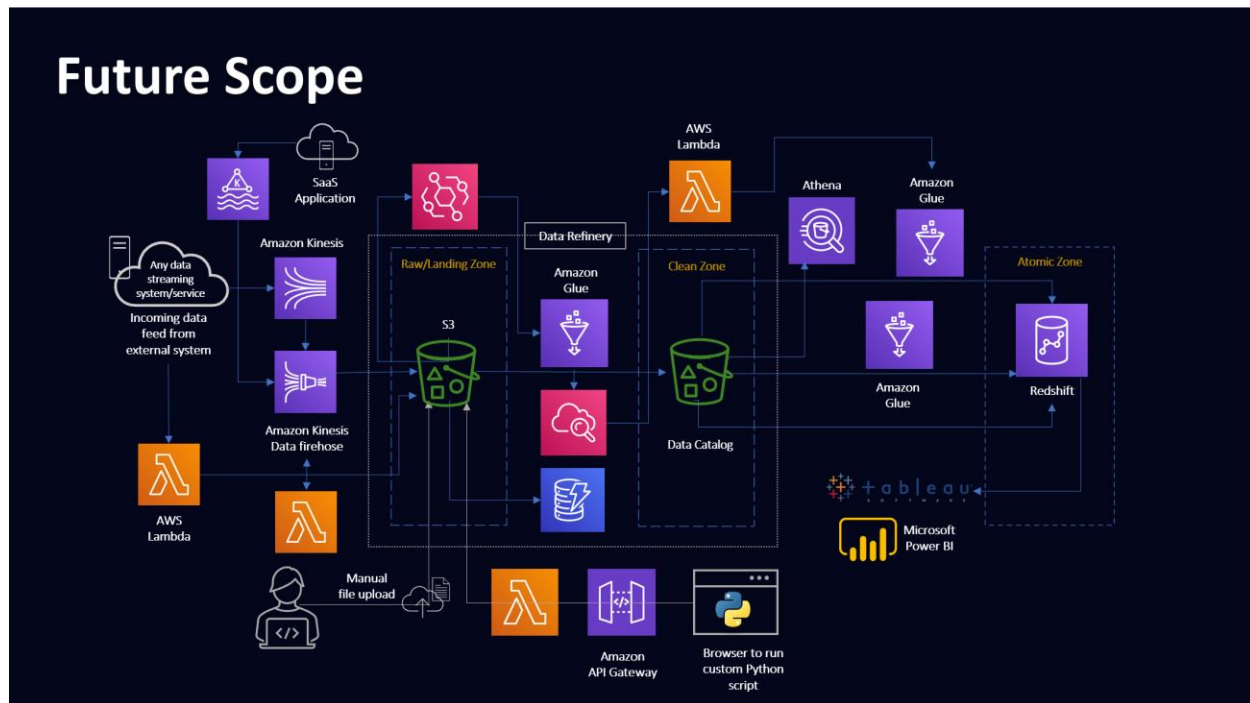 Future Scope
SaaS
Application
AWS
Lambda
Athena
Amazon
Glue
Amazon Kinesis
Data Refinery
Any data
streaming
system/service
Incoming data
feed from
external system
Raw/Landing Zone
Amazon
Glue
Clean Zone
Atomic Zone
S3
Amazon
Glue
Redshift
Amazon Kinesis
Data firehose
Data Catalog
AWS
Lambda
+ a b l e a u
S O F T W A R E
Microsoft
Power BI
Manual
file upload
</>
</>
Amazon
API Gateway
Browser to run
custom Python
script
K